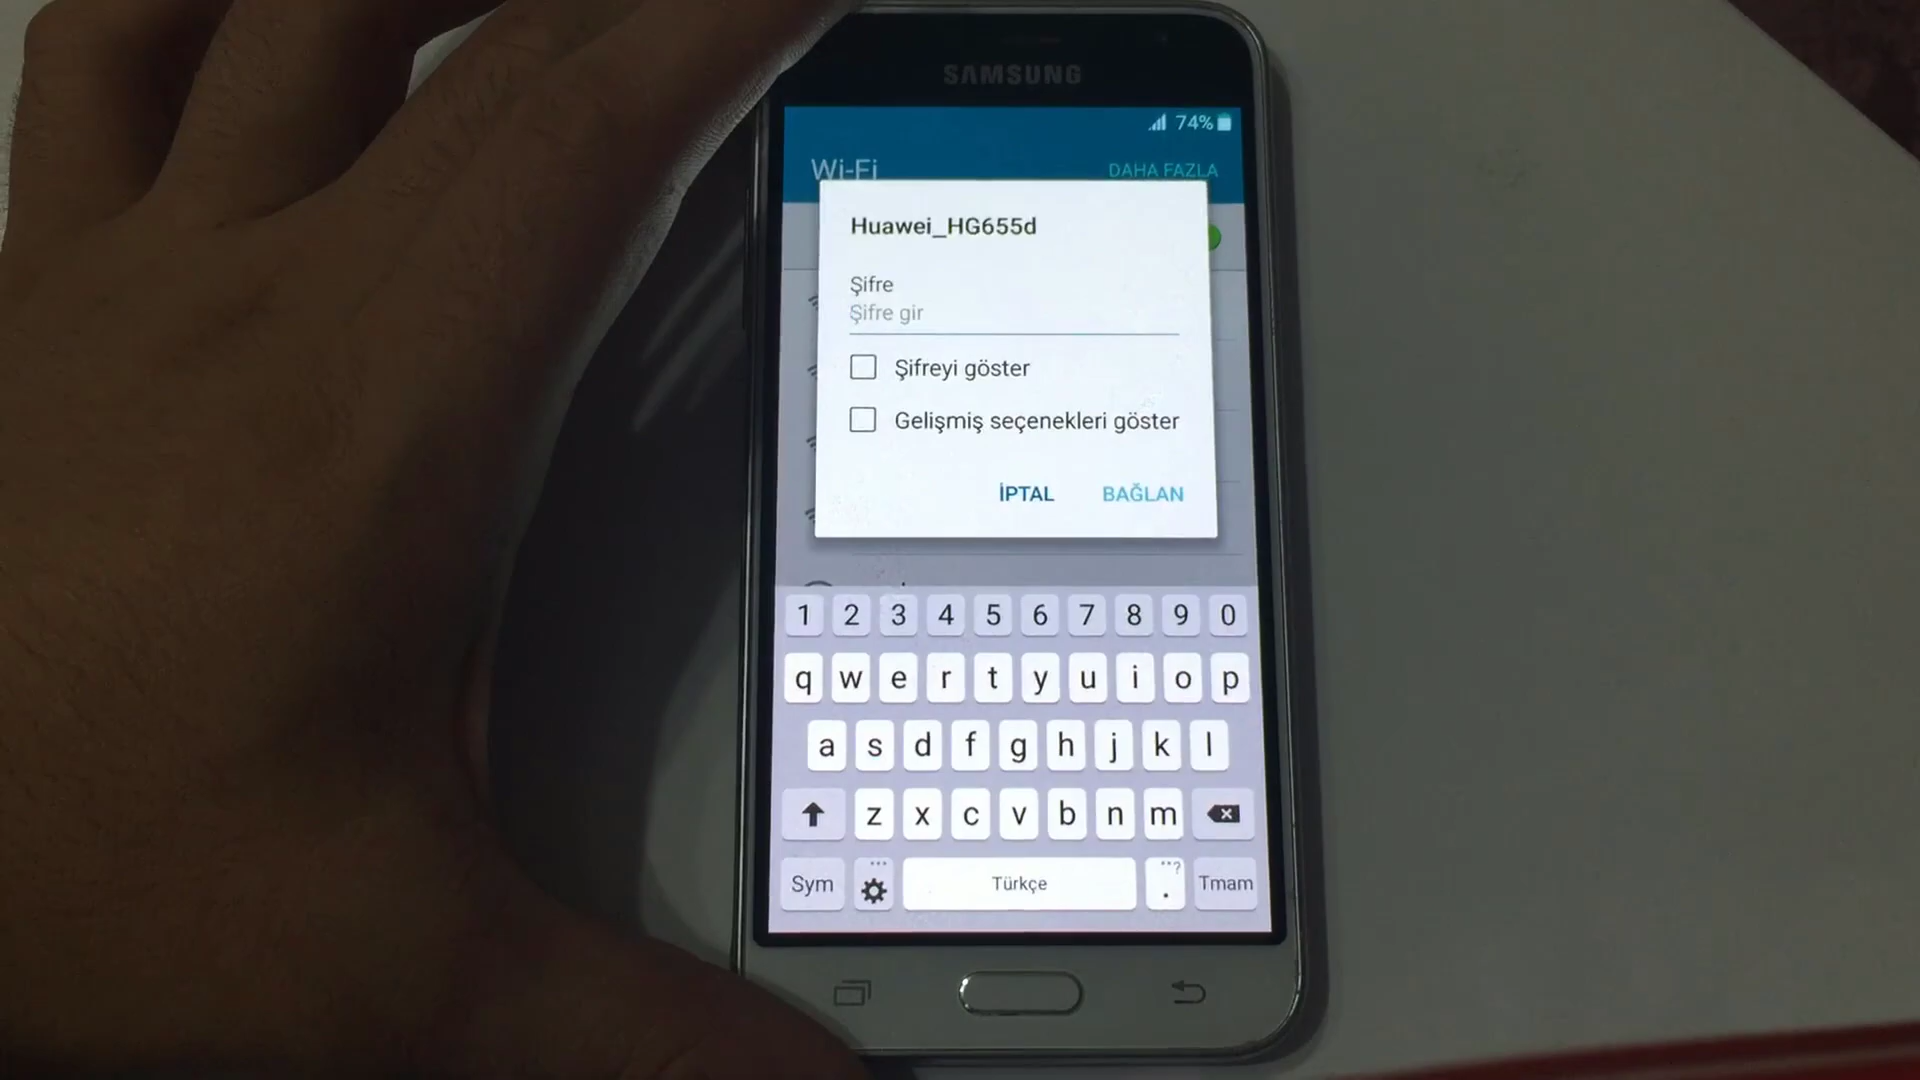 SAMSUNG
74%
Wi-Fi DAHA FAZLA
Huawei_HG655d
Şifre
Şifre gir
Şifreyi göster
Gelişmiş seçenekleri göster
İPTAL BAĞLAN
1 2 3 4 5 6 7 8 9 0
q w e r t y u i o p
a s d f g h j k l
z x c v b n m
Sym Türkçe . Tmam